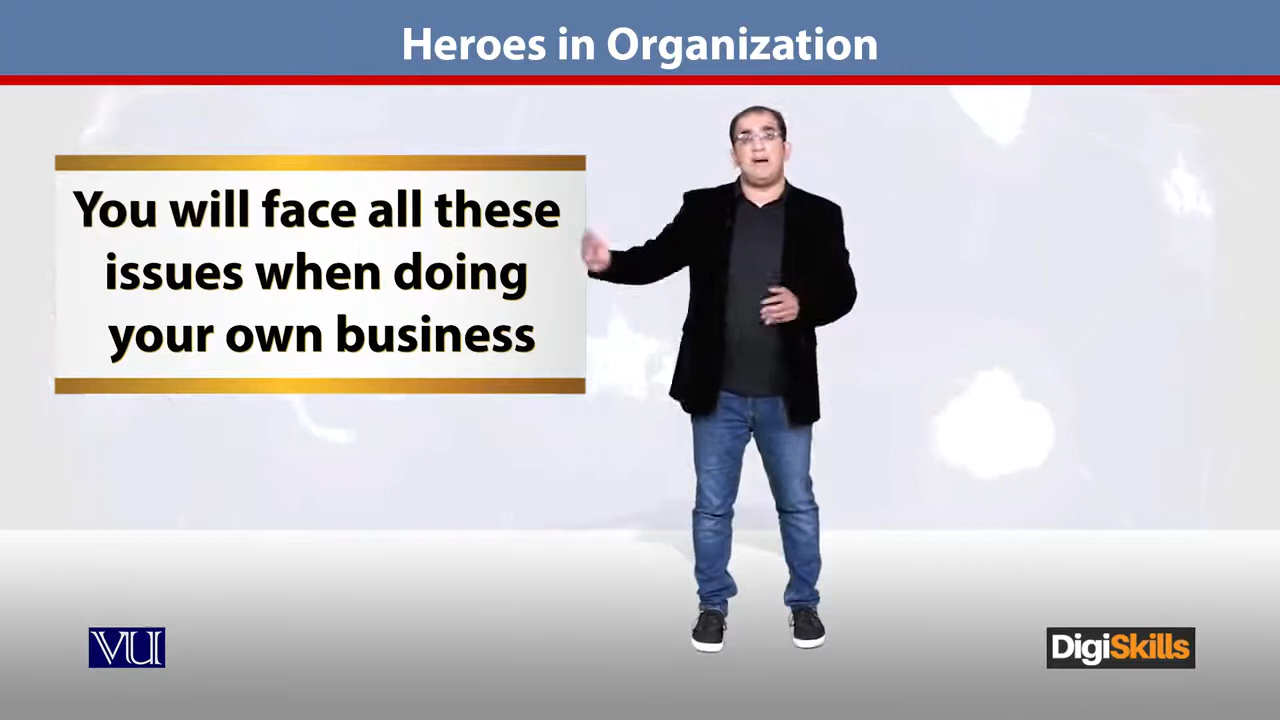 Heroes in Organization
You will face all these
issues when doing
your own business
VU
DigiSkills